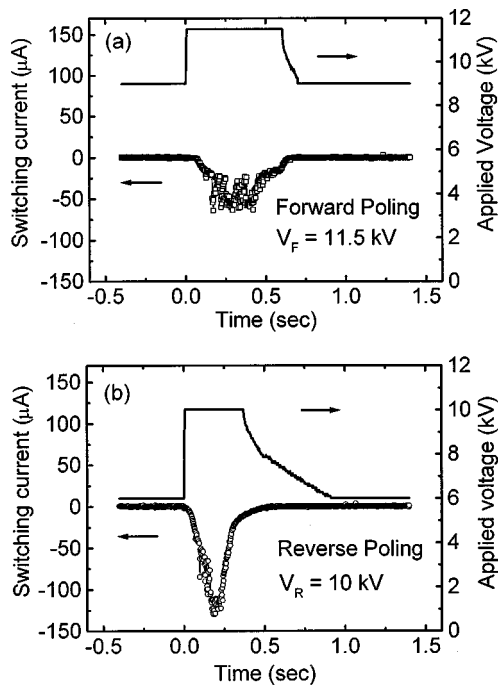 (a)
Switching current (μA)
150
100
50
0
-50
-100
-150
12
10
8
6
4
2
0
Applied Voltage (kV)
Forward Poling
V_F = 11.5 kV
-0.5 0.0 0.5 1.0 1.5
Time (sec)
(b)
Switching current (μA)
150
100
50
0
-50
-100
-150
12
10
8
6
4
2
0
Applied voltage (kV)
Reverse Poling
V_R = 10 kV
-0.5 0.0 0.5 1.0 1.5
Time (sec)